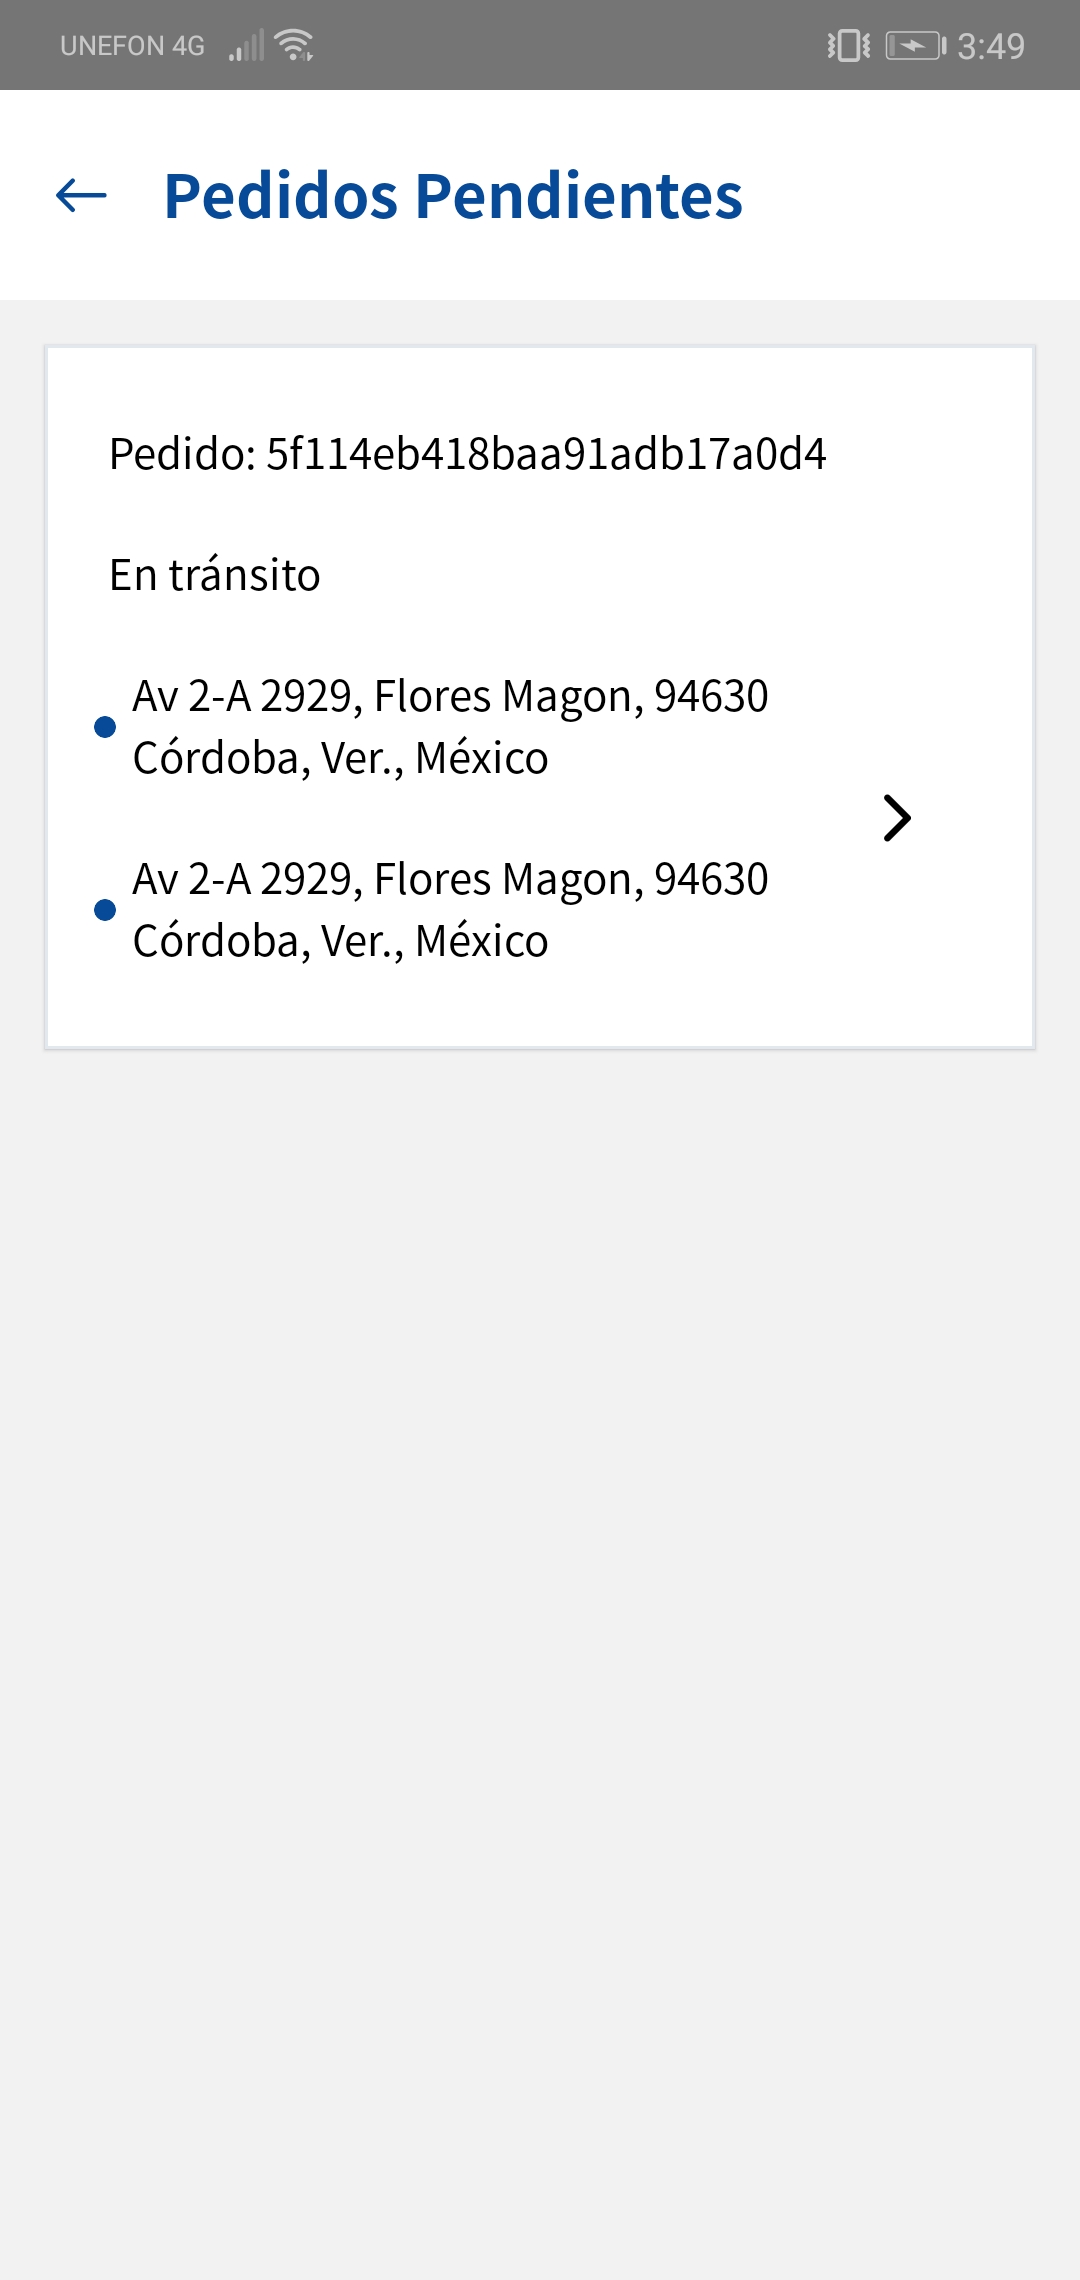 UNEFON 4G 3:49
Pedidos Pendientes
Pedido: 5f114eb418baa91adb17a0d4
En tránsito
Av 2-A 2929, Flores Magon, 94630
Córdoba, Ver., México
Av 2-A 2929, Flores Magon, 94630
Córdoba, Ver., México